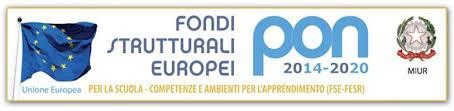 FONDI
STRUTTURALI
EUROPEI
pon
2014-2020
Unione Europea
PER LA SCUOLA - COMPETENZE E AMBIENTI PER L'APPRENDIMENTO (FSE-FESR)
MIUR